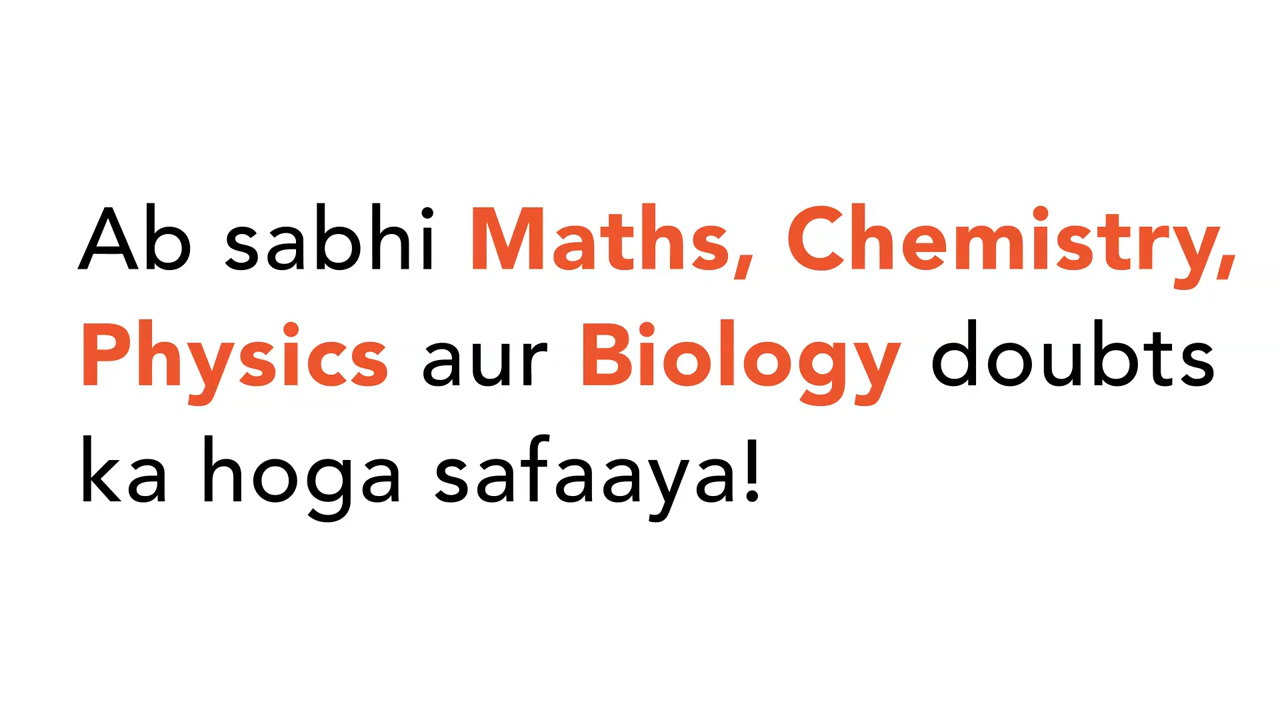 Ab sabhi Maths, Chemistry,
Physics aur Biology doubts
ka hoga safaaya!